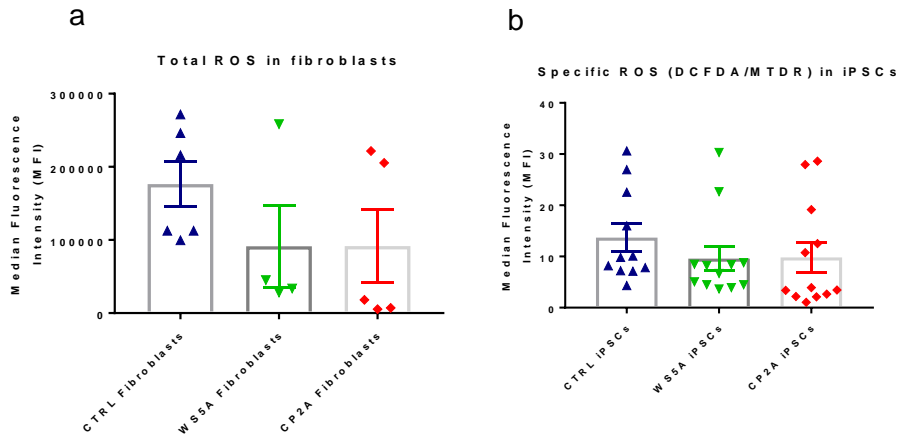 a
Total ROS in fibroblasts
Median Fluorescence
Intensity (MFI)
300000
200000
100000
0
CTRL Fibroblasts
WS5A Fibroblasts
CP2A Fibroblasts
b
Specific ROS (DCFDA/MTDR) in iPSCs
Median Fluorescence
Intensity (MFI)
40
30
20
10
0
CTRL iPSCs
WS5A iPSCs
CP2A iPSCs